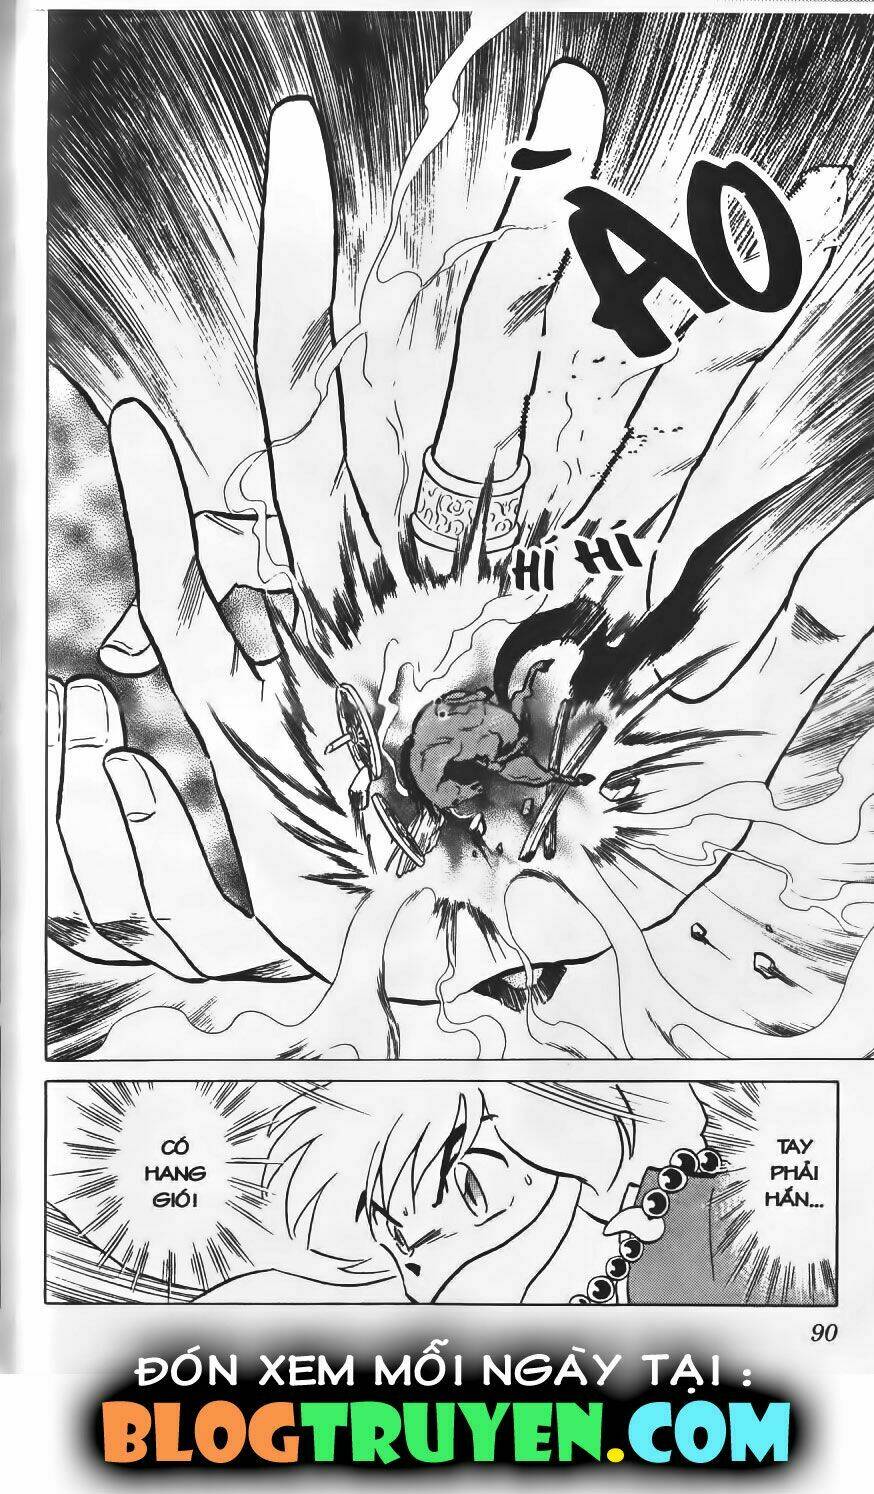 ÀO
HÍ HÍ
TAY
PHẢI
HẮN...
CÓ
HANG
GIÓ!
90
ĐÓN XEM MỖI NGÀY TẠI :
BLOGTRUYEN.COM